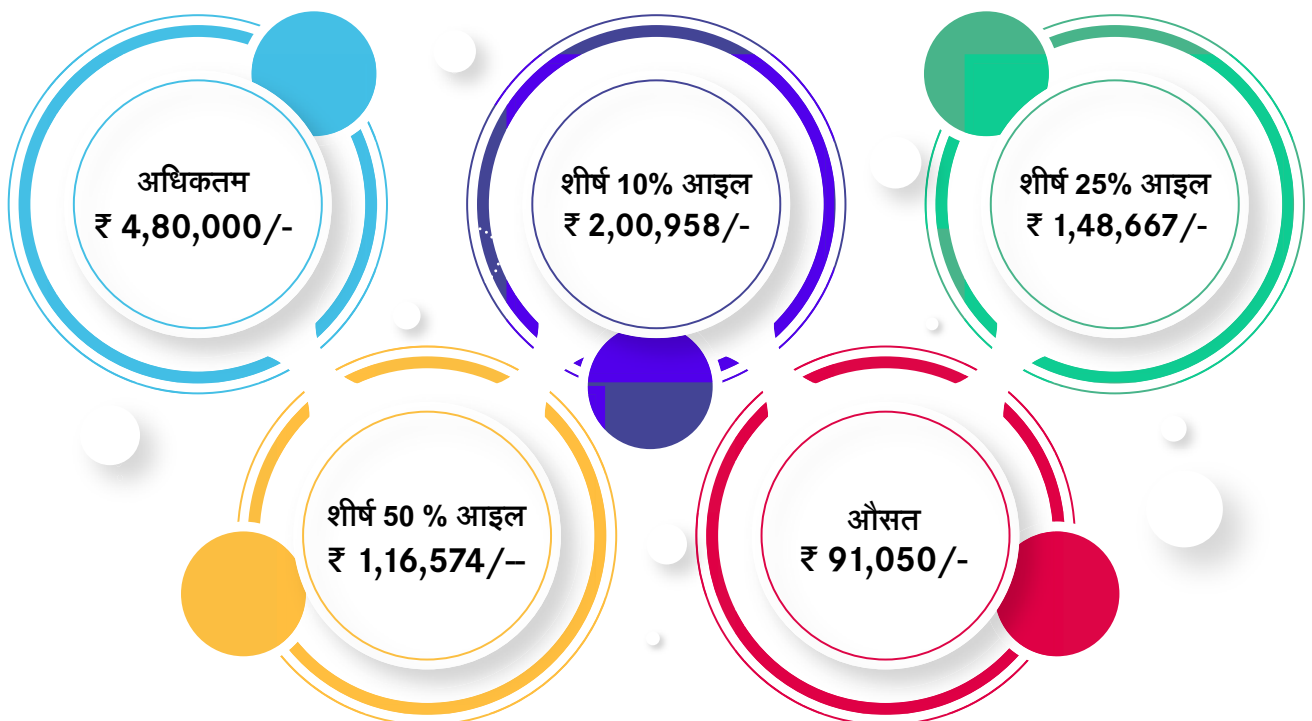 अधिकतम
₹ 4,80,000/-
शीर्ष 10% आइल
₹ 2,00,958/-
शीर्ष 25% आइल
₹ 1,48,667/-
शीर्ष 50 % आइल
₹ 1,16,574/--
औसत
₹ 91,050/-